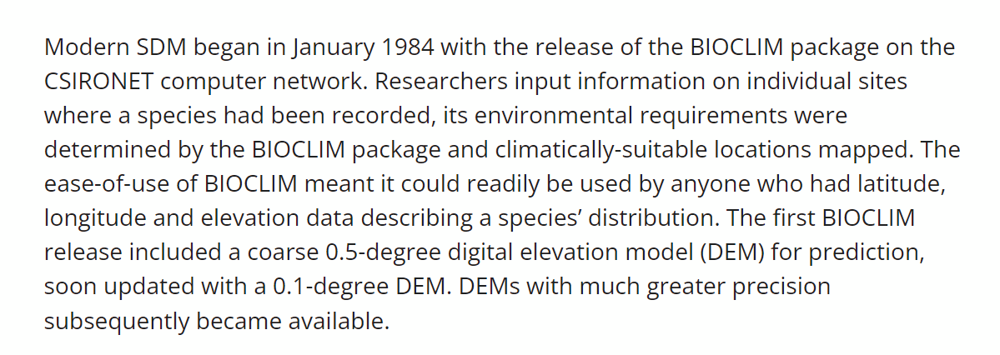 Modern SDM began in January 1984 with the release of the BIOCLIM package on the
CSIRONET computer network. Researchers input information on individual sites
where a species had been recorded, its environmental requirements were
determined by the BIOCLIM package and climatically-suitable locations mapped. The
ease-of-use of BIOCLIM meant it could readily be used by anyone who had latitude,
longitude and elevation data describing a species’ distribution. The first BIOCLIM
release included a coarse 0.5-degree digital elevation model (DEM) for prediction,
soon updated with a 0.1-degree DEM. DEMs with much greater precision
subsequently became available.